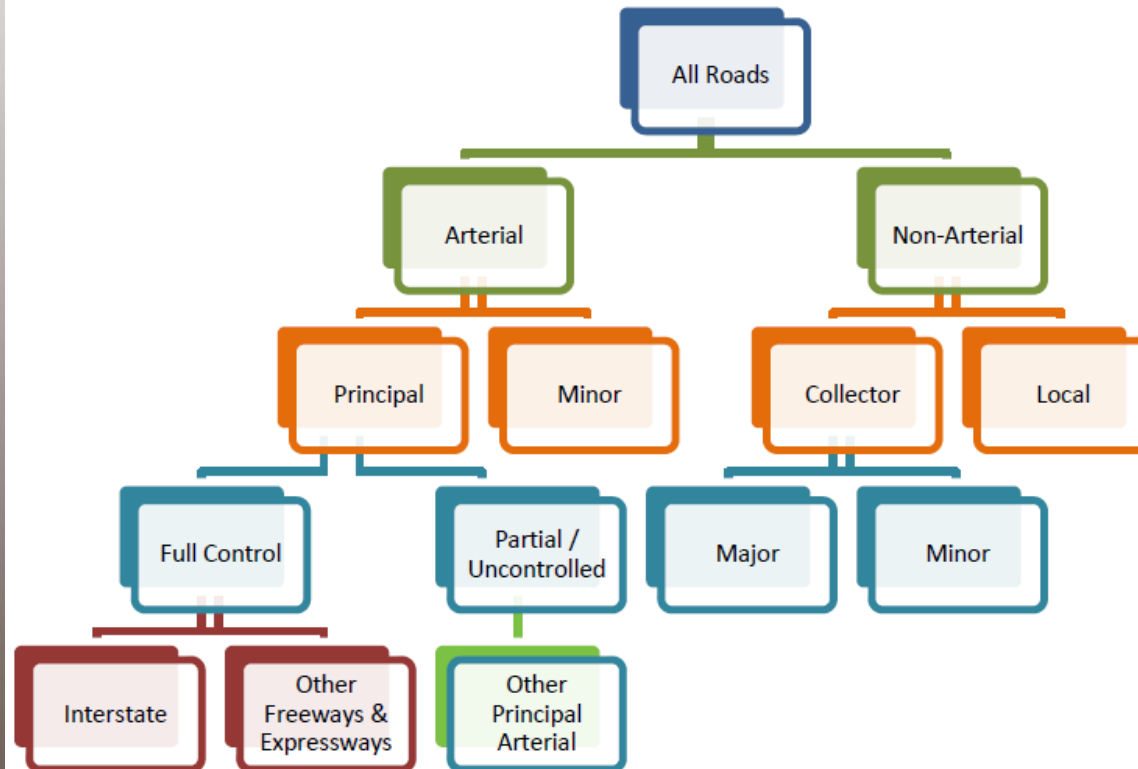 All Roads
Arterial
Non-Arterial
Principal
Minor
Collector
Local
Full Control
Partial /
Uncontrolled
Major
Minor
Interstate
Other
Freeways &
Expressways
Other
Principal
Arterial